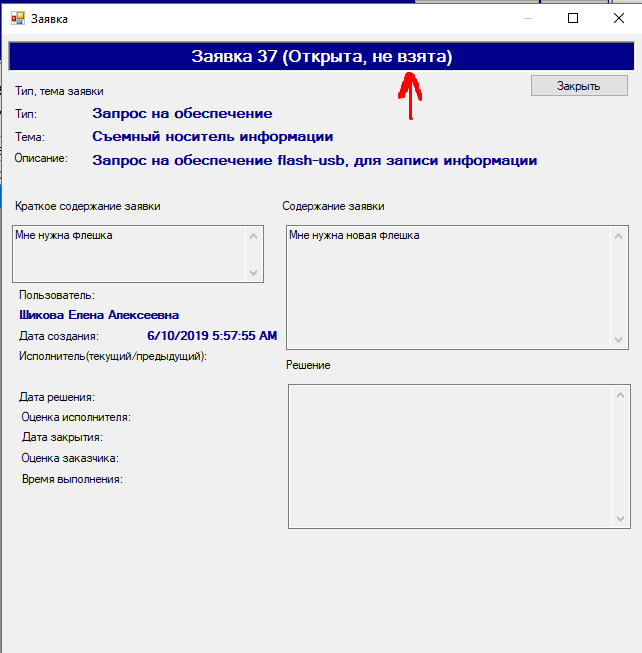 Заявка
Заявка 37 (Открыта, не взята)
Закрыть
Тип, тема заявки
Тип: Запрос на обеспечение
Тема: Съемный носитель информации
Описание: Запрос на обеспечение flash-usb, для записи информации
Краткое содержание заявки
Мне нужна флешка
Содержание заявки
Мне нужна новая флешка
Пользователь:
Шикова Елена Алексеевна
Дата создания: 6/10/2019 5:57:55 AM
Исполнитель(текущий/предыдущий):
Решение
Дата решения:
Оценка исполнителя:
Дата закрытия:
Оценка заказчика:
Время выполнения: